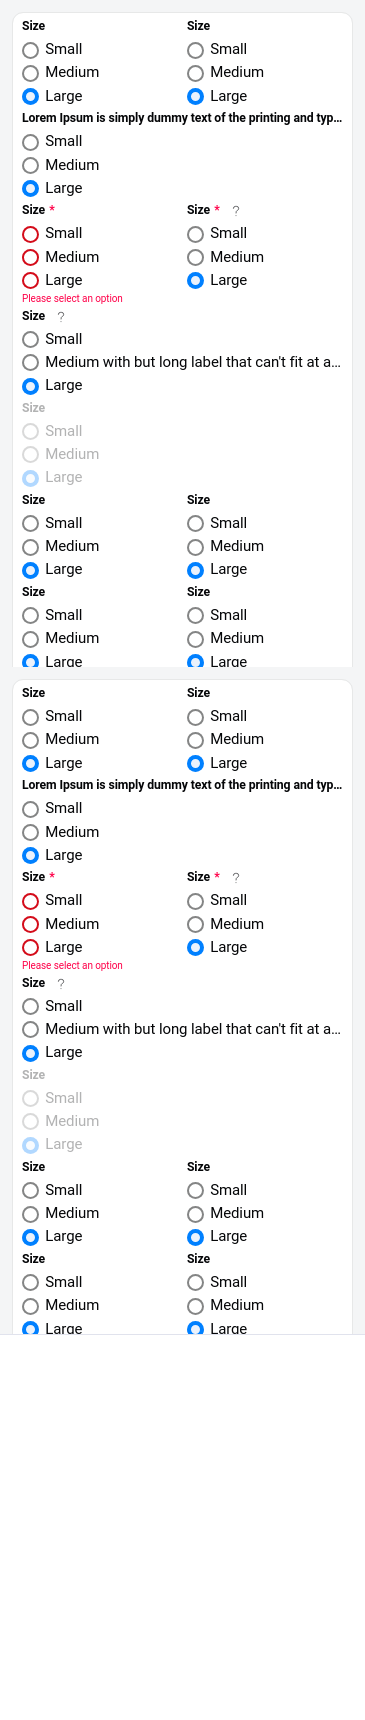 Size Size
Small Small
Medium Medium
Large Large
Lorem Ipsum is simply dummy text of the printing and typ...
Small
Medium
Large
Size * Size * ?
Small Small
Medium Medium
Large Large
Please select an option
Size ?
Small
Medium with but long label that can't fit at a...
Large
Size
Small
Medium
Large
Size Size
Small Small
Medium Medium
Large Large
Size Size
Small Small
Medium Medium
Large Large
Size Size
Small Small
Medium Medium
Large Large
Lorem Ipsum is simply dummy text of the printing and typ...
Small
Medium
Large
Size * Size * ?
Small Small
Medium Medium
Large Large
Please select an option
Size ?
Small
Medium with but long label that can't fit at a...
Large
Size
Small
Medium
Large
Size Size
Small Small
Medium Medium
Large Large
Size Size
Small Small
Medium Medium
Large Large